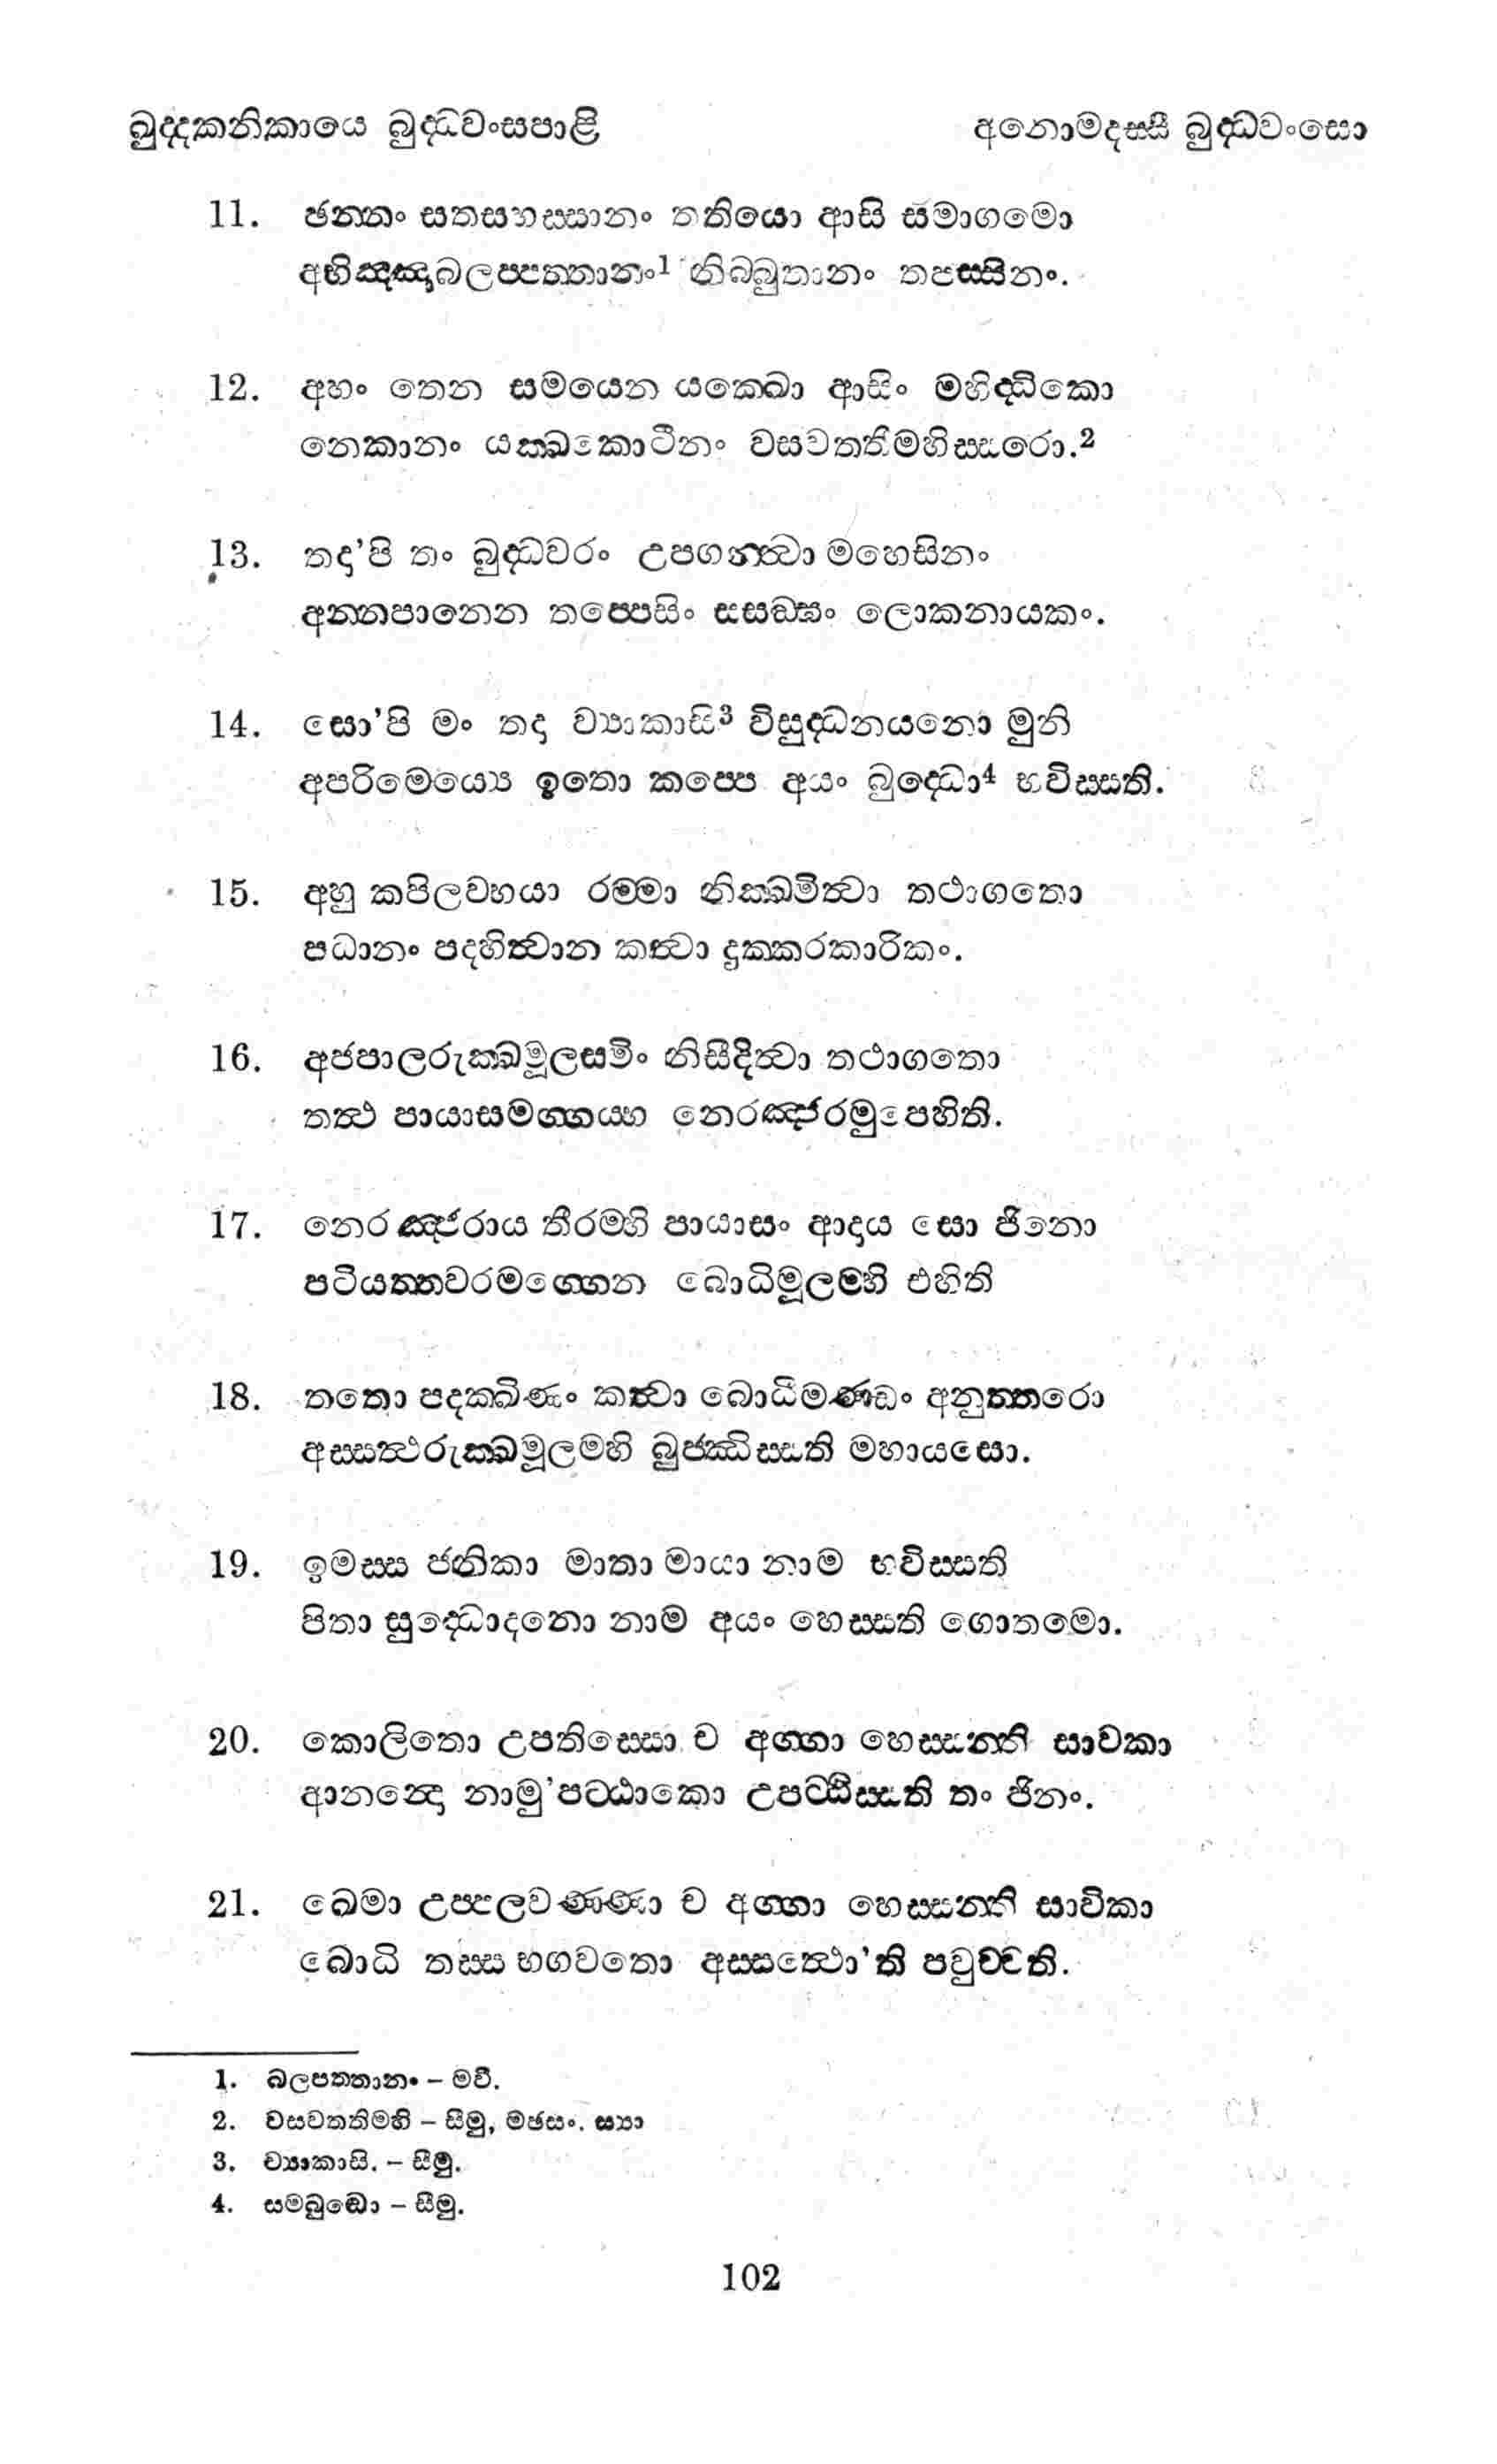 ඛුද්දකනිකායෙ බුද්ධවංසපාළි
අනොමදස්සී බුද්ධවංසො
11. ඡන්නං සතසහස්සානං තතියො ආසි සමාගමො
අභිඤ්ඤාබලප්පත්තානං1 නිබ්බුතානං තපස්සිනං.
12. අහං තෙන සමයෙන යක්ඛො ආසිං මහිද්ධිකො
නෙකානං යක්ඛකොටීනං වසවත්තීම්හිස්සරො.2
13. තදා'පි තං බුද්ධවරං උපගන්ත්වා මහෙසිනං
අන්නපානෙන තප්පෙසිං සසඞ්ඝං ලොකනායකං.
14. සො'පි මං තදා ව්‍යාකාසි3 විසුද්ධනයනො මුනි
අපරිමෙය්‍යෙ ඉතො කප්පෙ අයං බුද්ධො4 භවිස්සති.
15. අහු කපිලව්හයා රම්මා නික්ඛමිත්වා තථාගතො
පධානං පදහිත්වාන කත්වා දුක්කරකාරිකං.
16. අජපාලරුක්ඛමූලස්මිං නිසීදිත්වා තථාගතො
තත්ථ පායාසමග්ගය්හ නෙරඤ්ජරමුපෙහිති.
17. නෙරඤ්ජරාය තීරම්හි පායාසං ආදාය සො ජිනො
පටියත්තවරමග්ගෙන බොධිමූලම්හි එහිති
18. තතො පදක්ඛිණං කත්වා බොධිමණ්ඩං අනුත්තරො
අස්සත්ථරුක්ඛමූලම්හි බුජ්ඣිස්සති මහායසො.
19. ඉමස්ස ජනිකා මාතා මායා නාම භවිස්සති
පිතා සුද්ධොදනො නාම අයං හෙස්සති ගොතමො.
20. කොලිතො උපතිස්සො ච අග්ගා හෙස්සන්ති සාවකා
ආනන්දො නාමු'පට්ඨාකො උපට්ඨිස්සති තං ජිනං.
21. ඛෙමා උප්පලවණ්ණා ච අග්ගා හෙස්සන්ති සාවිකා
බොධි තස්ස භගවතො අස්සත්ථො'ති පවුච්චති.
1. බලපත්තානං – මවි.
2. වසවත්තිම්හි – සීමු, මඡසං. ස්‍යා
3. ව්‍යාකාසි. – සීමු.
4. සම්බුද්ධො – සීමු.
102